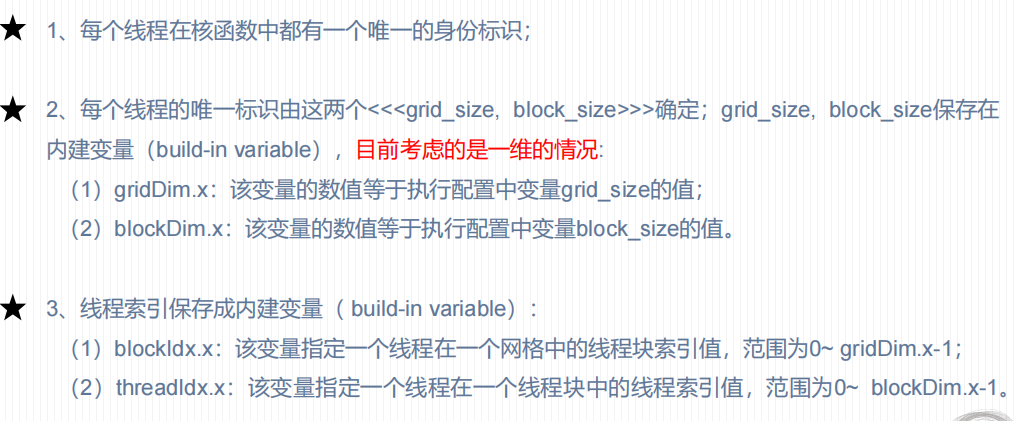 ★ 1、每个线程在核函数中都有一个唯一的身份标识；
★ 2、每个线程的唯一标识由这两个<<<grid_size, block_size>>>确定；grid_size, block_size保存在
内建变量（build-in variable），目前考虑的是一维的情况:
（1）gridDim.x：该变量的数值等于执行配置中变量grid_size的值；
（2）blockDim.x：该变量的数值等于执行配置中变量block_size的值。
★ 3、线程索引保存成内建变量（ build-in variable）：
（1）blockIdx.x：该变量指定一个线程在一个网格中的线程块索引值，范围为0~ gridDim.x-1；
（2）threadIdx.x：该变量指定一个线程在一个线程块中的线程索引值，范围为0~ blockDim.x-1。